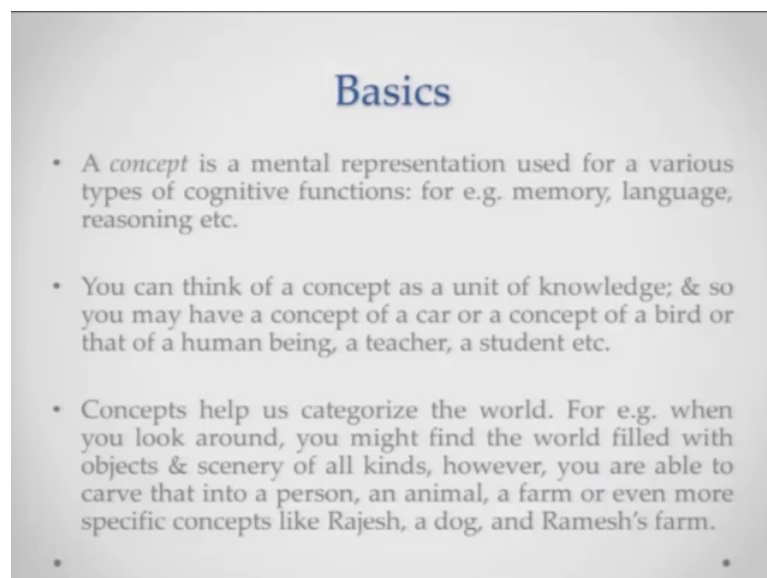 Basics
• A concept is a mental representation used for a various
types of cognitive functions: for e.g. memory, language,
reasoning etc.
• You can think of a concept as a unit of knowledge; & so
you may have a concept of a car or a concept of a bird or
that of a human being, a teacher, a student etc.
• Concepts help us categorize the world. For e.g. when
you look around, you might find the world filled with
objects & scenery of all kinds, however, you are able to
carve that into a person, an animal, a farm or even more
specific concepts like Rajesh, a dog, and Ramesh's farm.